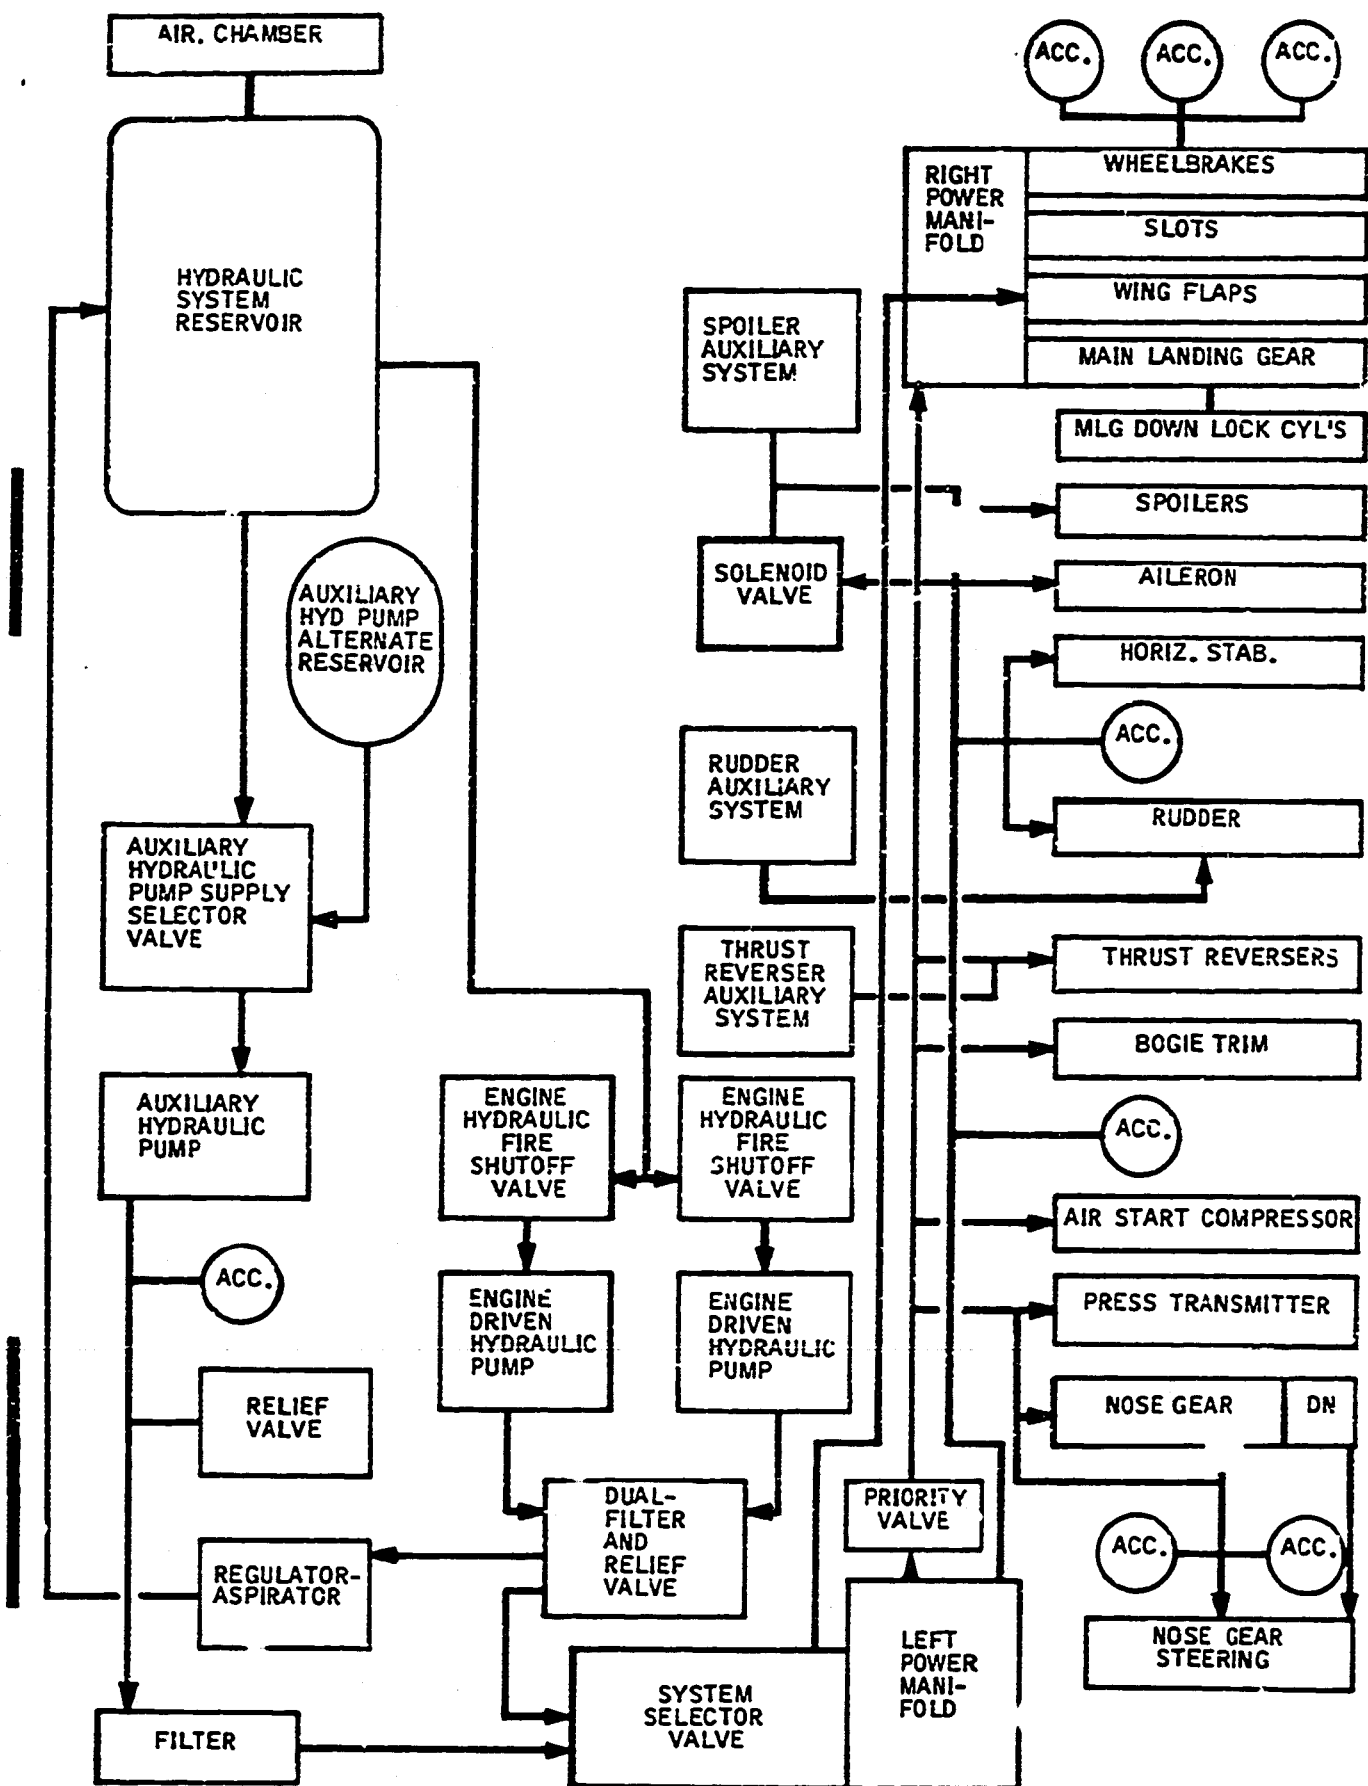 AIR. CHAMBER
HYDRAULIC
SYSTEM
RESERVOIR
AUXILIARY
HYD PUMP
ALTERNATE
RESERVOIR
AUXILIARY
HYDRAULIC
PUMP SUPPLY
SELECTOR
VALVE
AUXILIARY
HYDRAULIC
PUMP
ACC.
RELIEF
VALVE
REGULATOR-
ASPIRATOR
FILTER
ENGINE
HYDRAULIC
FIRE
SHUTOFF
VALVE
ENGINE
HYDRAULIC
FIRE
SHUTOFF
VALVE
ENGINE
DRIVEN
HYDRAULIC
PUMP
ENGINE
DRIVEN
HYDRAULIC
PUMP
DUAL-
FILTER
AND
RELIEF
VALVE
SYSTEM
SELECTOR
VALVE
LEFT
POWER
MANI-
FOLD
PRIORITY
VALVE
SPOILER
AUXILIARY
SYSTEM
SOLENOID
VALVE
RUDDER
AUXILIARY
SYSTEM
THRUST
REVERSER
AUXILIARY
SYSTEM
ACC.
ACC.
ACC.
RIGHT
POWER
MANI-
FOLD
WHEELBRAKES
SLOTS
WING FLAPS
MAIN LANDING GEAR
MLG DOWN LOCK CYL'S
SPOILERS
AILERON
HORIZ. STAB.
ACC.
RUDDER
THRUST REVERSERS
BOGIE TRIM
ACC.
AIR START COMPRESSOR
PRESS TRANSMITTER
NOSE GEAR
DN
ACC.
ACC.
NOSE GEAR
STEERING